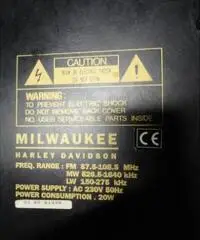 CAUTION
RISK OF ELECTRIC SHOCK
DO NOT OPEN
WARNING:
TO PREVENT ELECTRIC SHOCK
DO NOT REMOVE BACK COVER
NO USER SERVICEABLE PARTS INSIDE
MILWAUKEE CE
HARLEY DAVIDSON
FREQ. RANGE: FM 87.5-108.5 MHz
MW 526.5-1640 kHz
LW 150-275 kHz
POWER SUPPLY : AC 230V 50Hz
POWER CONSUMPTION : 20W